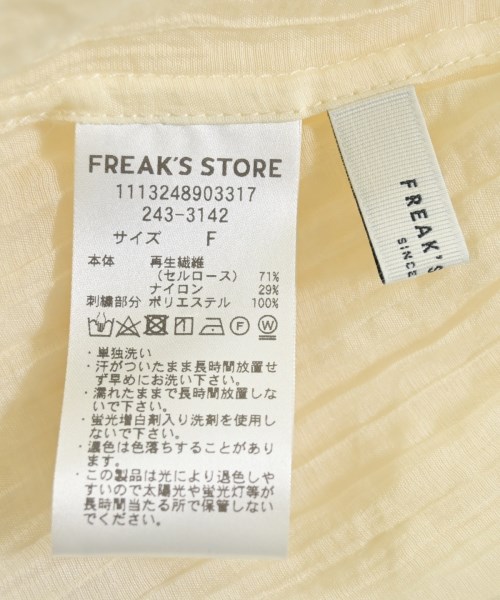 FREAK'S STORE
1113248903317
243-3142
サイズ F
本体 再生繊維
(セルロース) 71%
ナイロン 29%
刺繍部分 ポリエステル 100%
・単独洗い
・汗がついたまま長時間放置せ
ず早めにお洗い下さい。
・濡れたままで長時間放置しな
いで下さい。
・蛍光増白剤入り洗剤を使用し
ないで下さい。
・濃色は色落ちすることがあり
ます。
・この製品は光により退色しや
すいので太陽光や蛍光灯等が
長時間当たる所で保管しない
でください。
FREAK'S
SINCE